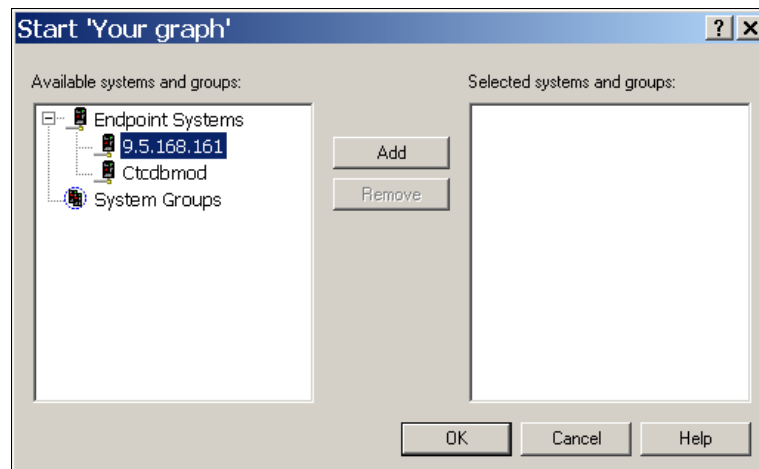 Start 'Your graph'
Available systems and groups:
Selected systems and groups:
Endpoint Systems
9.5.168.161
Ctcdbmod
System Groups
Add
Remove
OK
Cancel
Help